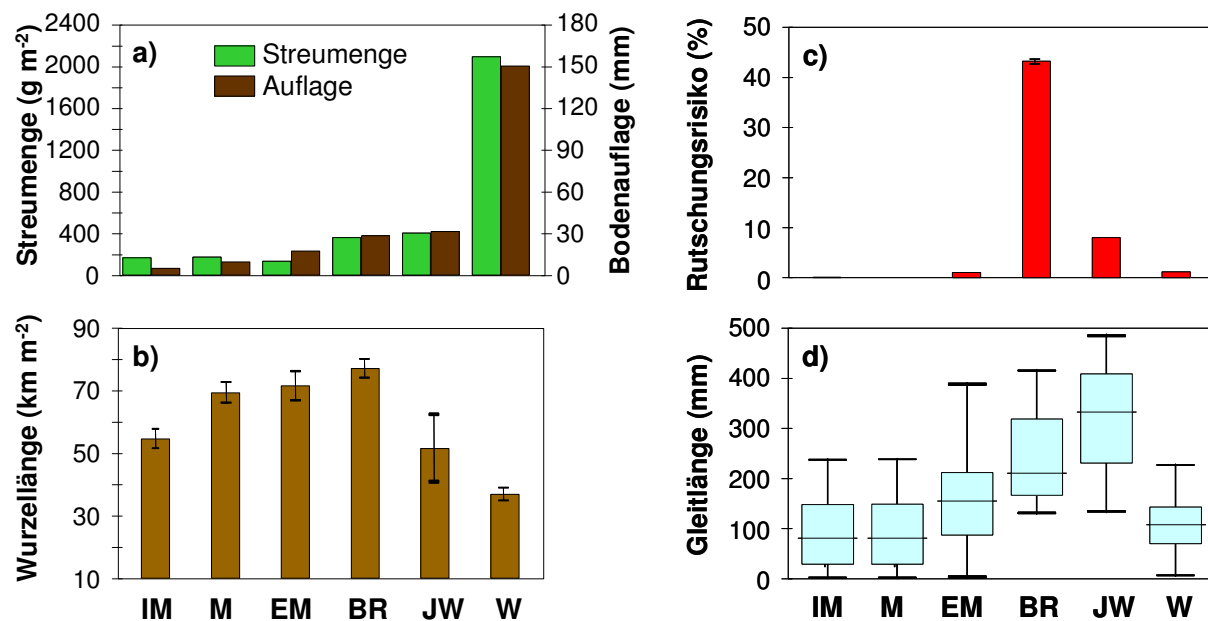 a)
Streumenge (g m-2)
2400
2000
1600
1200
800
400
0
Streumenge
Auflage
Bodenauflage (mm)
180
150
120
90
60
30
0
b)
Wurzellänge (km m-2)
90
70
50
30
10
IM M EM BR JW W
c)
Rutschungsrisiko (%)
50
40
30
20
10
0
d)
Gleitlänge (mm)
500
400
300
200
100
0
IM M EM BR JW W